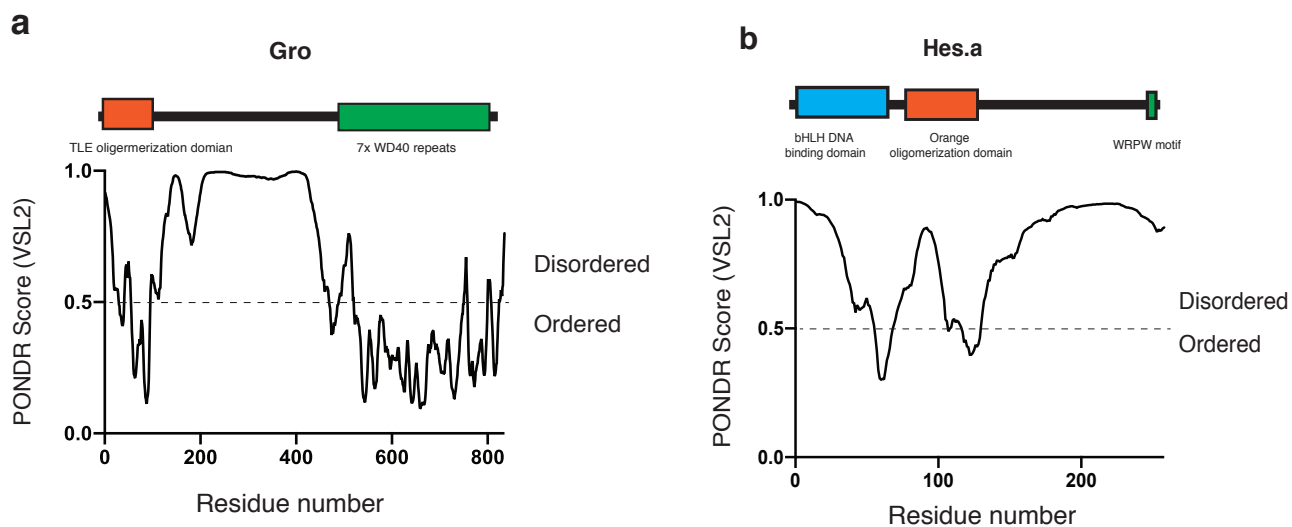 a
Gro
TLE oligermerization domian
7x WD40 repeats
1.0
0.5
0.0
PONDR Score (VSL2)
Disordered
Ordered
0 200 400 600 800
Residue number
b
Hes.a
bHLH DNA
binding domain
Orange
oligomerization domain
WRPW motif
1.0
0.5
0.0
PONDR Score (VSL2)
Disordered
Ordered
0 100 200
Residue number